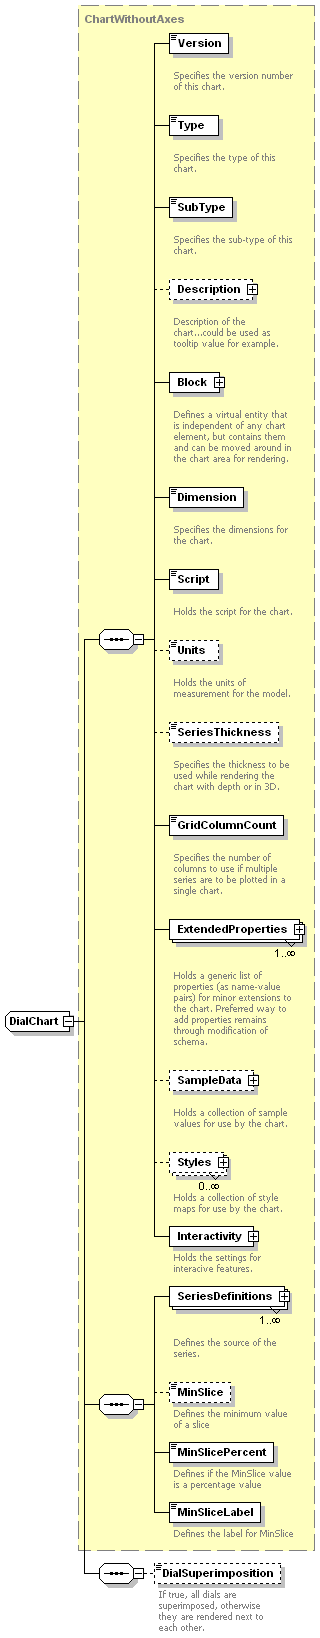 ChartWithoutAxes
Version
Specifies the version number
of this chart.
Type
Specifies the type of this
chart.
SubType
Specifies the sub-type of this
chart.
Description
Description of the
chart...could be used as
tooltip value for example.
Block
Defines a virtual entity that
is independent of any chart
element, but contains them
and can be moved around in
the chart area for rendering.
Dimension
Specifies the dimensions for
the chart.
Script
Holds the script for the chart.
Units
Holds the units of
measurement for the model.
SeriesThickness
Specifies the thickness to be
used while rendering the
chart with depth or in 3D.
GridColumnCount
Specifies the number of
columns to use if multiple
series are to be plotted in a
single chart.
ExtendedProperties
1..∞
Holds a generic list of
properties (as name-value
pairs) for minor extensions to
the chart. Preferred way to
add properties remains
through modification of
schema.
DialChart
SampleData
Holds a collection of sample
values for use by the chart.
Styles
0..∞
Holds a collection of style
maps for use by the chart.
Interactivity
Holds the settings for
interacive features.
SeriesDefinitions
1..∞
Defines the source of the
series.
MinSlice
Defines the minimum value
of a slice
MinSlicePercent
Defines if the MinSlice value
is a percentage value
MinSliceLabel
Defines the label for MinSlice
DialSuperimposition
If true, all dials are
superimposed, otherwise
they are rendered next to
each other.